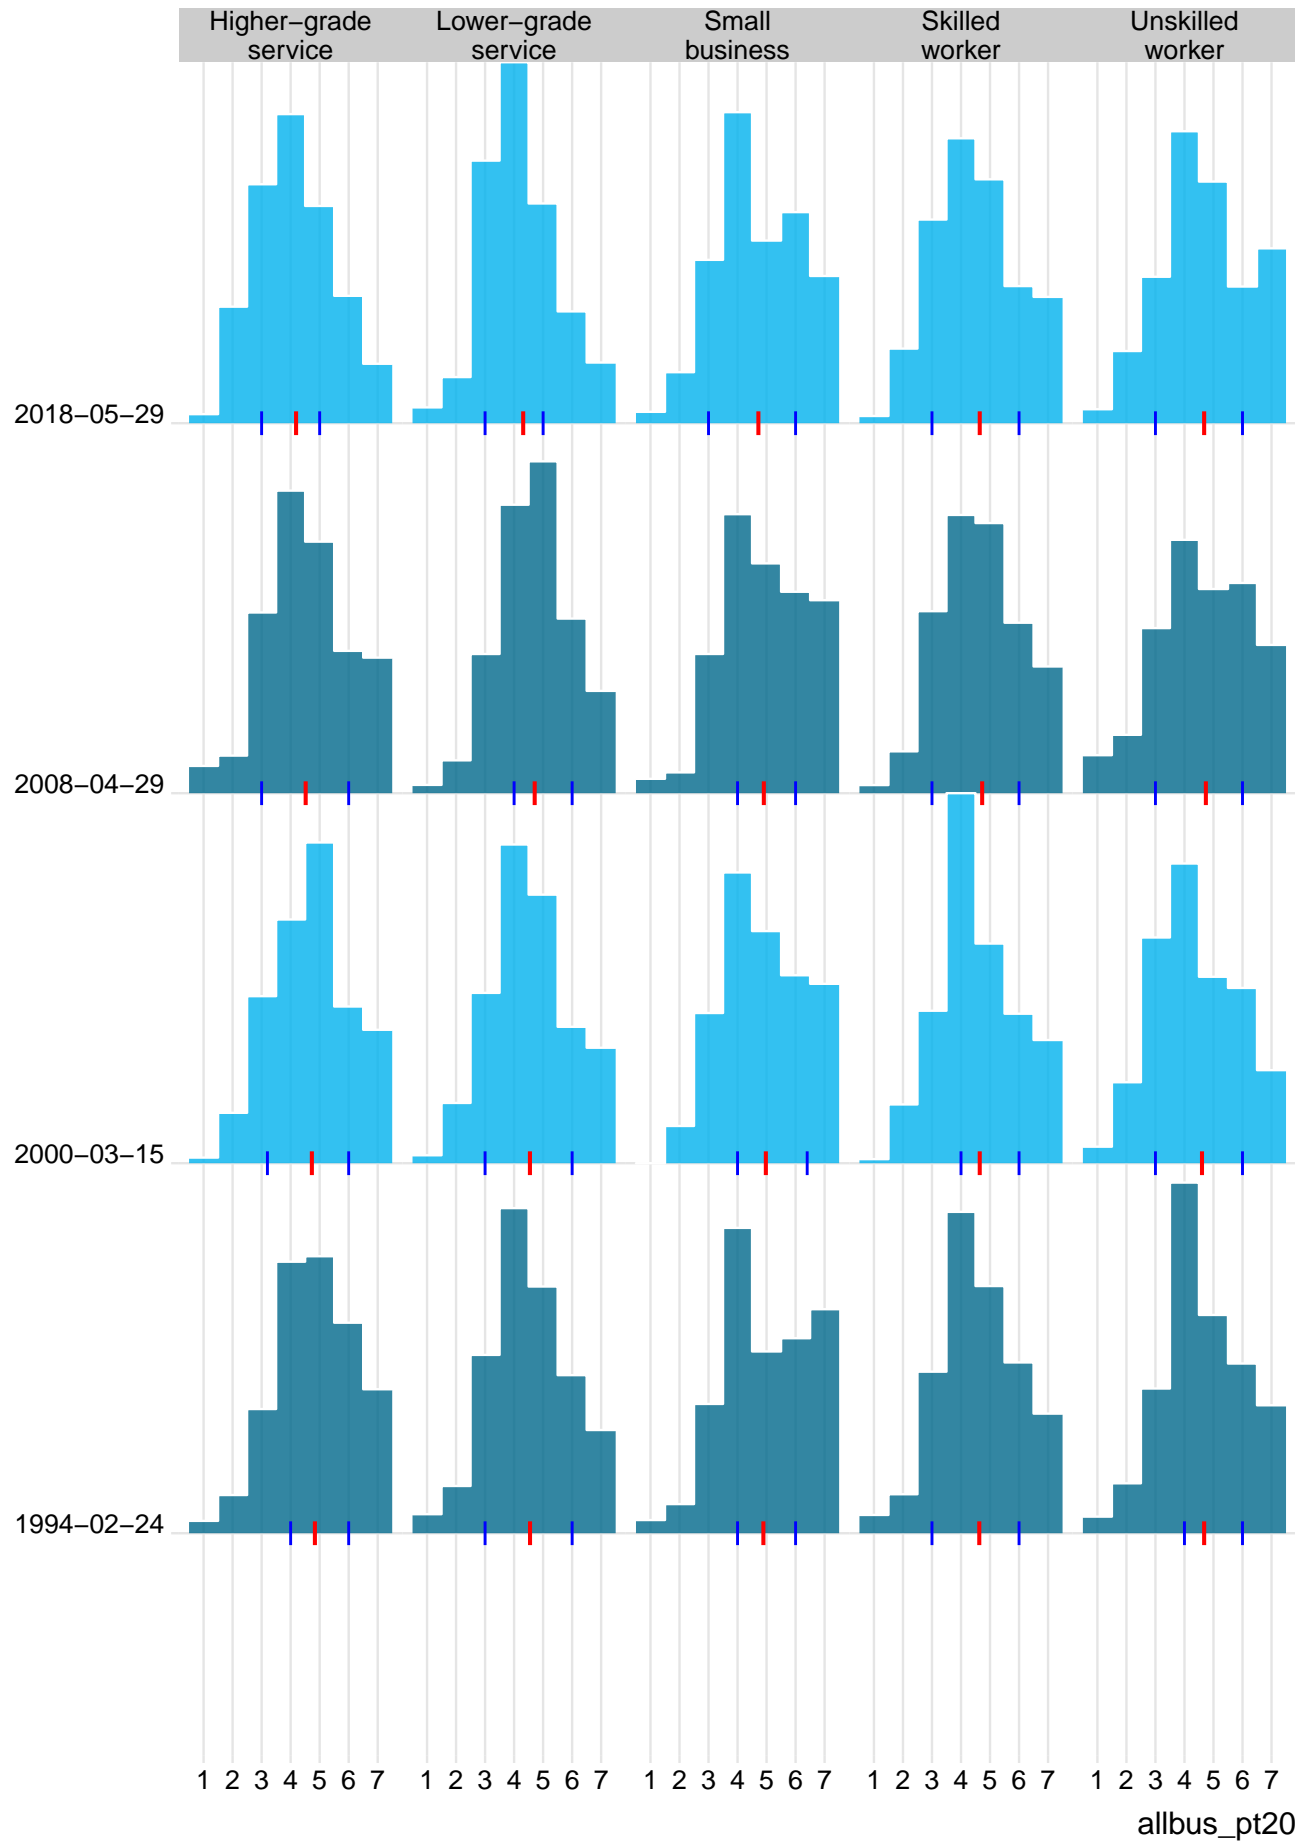 Higher−grade
service
Lower−grade
service
Small
business
Skilled
worker
Unskilled
worker
2018−05−29
2008−04−29
2000−03−15
1994−02−24
1 2 3 4 5 6 7 1 2 3 4 5 6 7 1 2 3 4 5 6 7 1 2 3 4 5 6 7 1 2 3 4 5 6 7
allbus_pt20